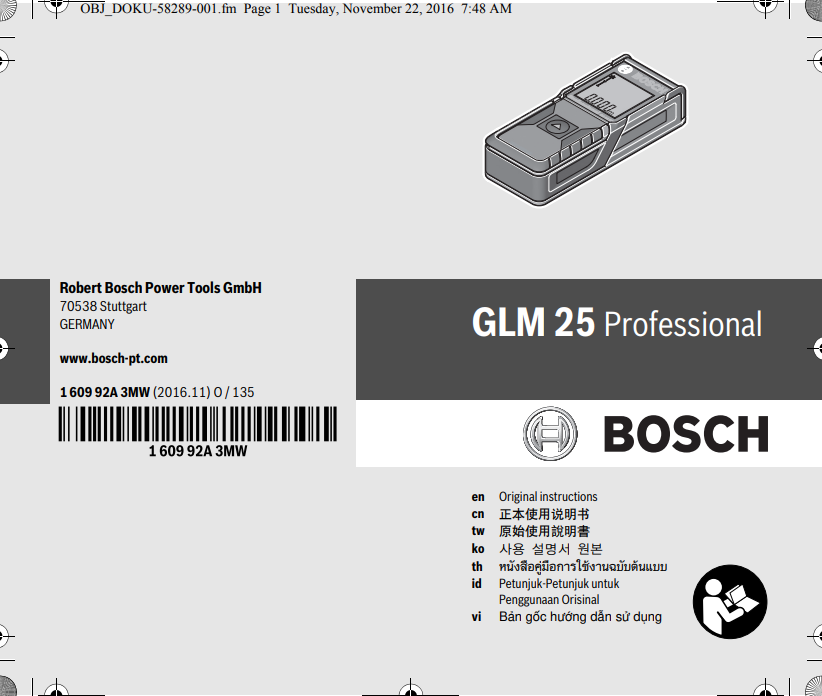 OBJ_DOKU-58289-001.fm Page 1 Tuesday, November 22, 2016 7:48 AM
Robert Bosch Power Tools GmbH
70538 Stuttgart
GERMANY
www.bosch-pt.com
1 609 92A 3MW (2016.11) O / 135
1 609 92A 3MW
GLM 25 Professional
BOSCH
en Original instructions
cn 正本使用说明书
tw 原始使用說明書
ko 사용 설명서 원본
th หนังสือคู่มือการใช้งานฉบับต้นแบบ
id Petunjuk-Petunjuk untuk
Penggunaan Orisinal
vi Bản gốc hướng dẫn sử dụng